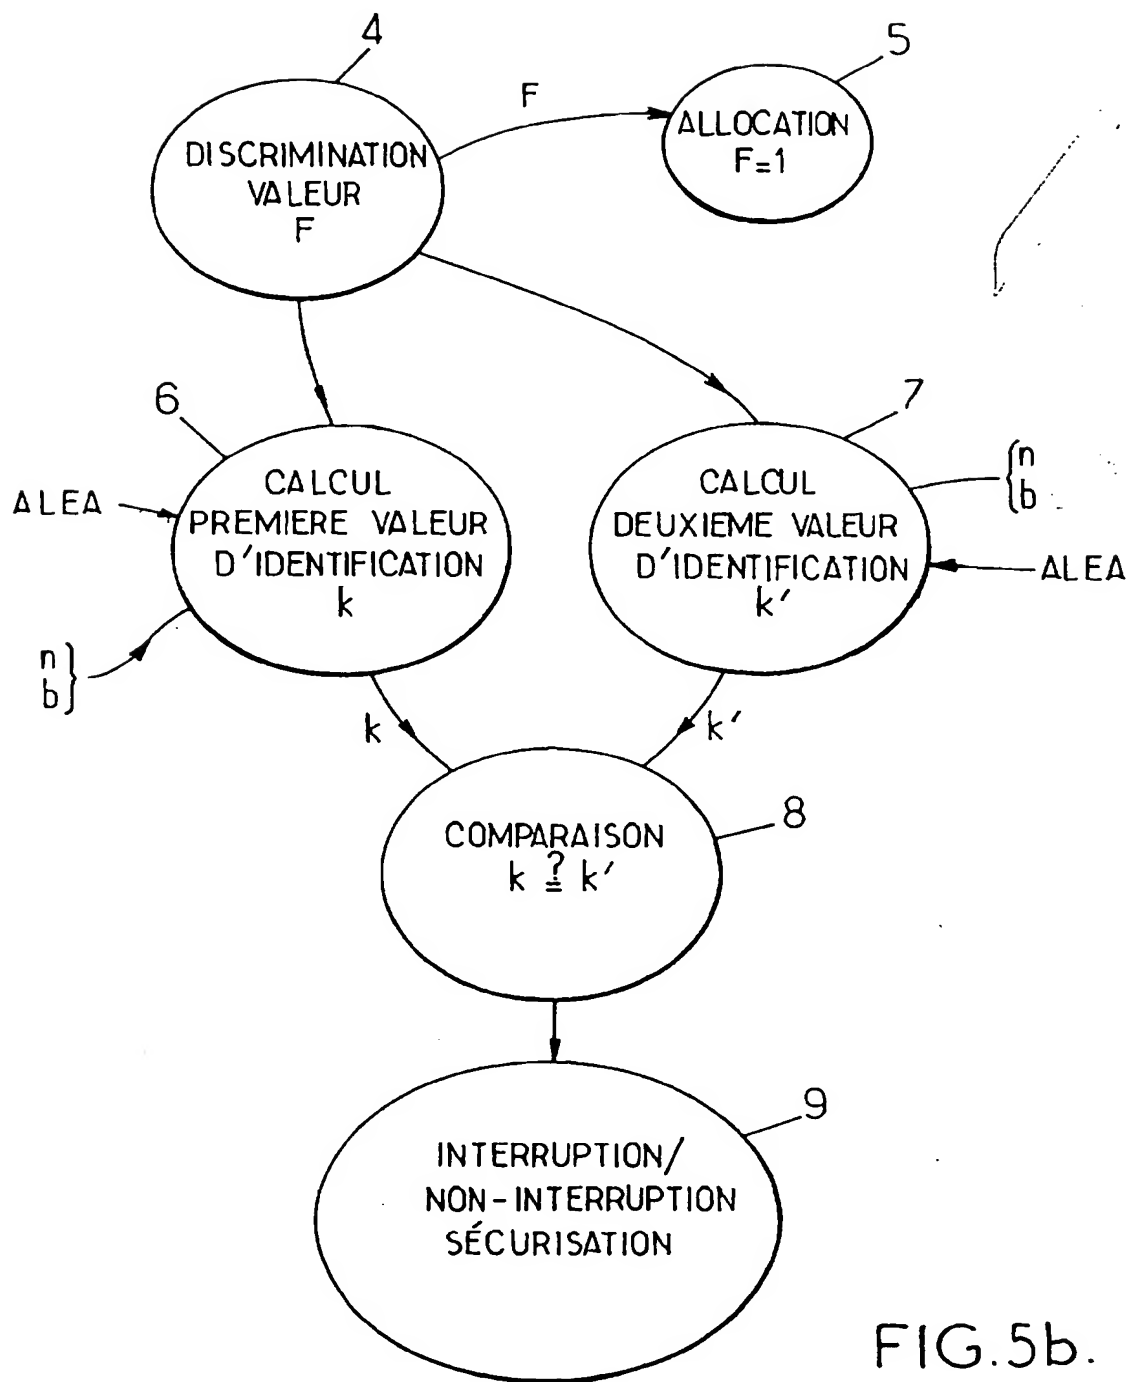 4
5
DISCRIMINATION
VALEUR
F
F
ALLOCATION
F=1
6
7
ALEA
CALCUL
PREMIERE VALEUR
D'IDENTIFICATION
k
n
b
CALCUL
DEUXIEME VALEUR
D'IDENTIFICATION
k'
n
b
ALEA
k
k'
8
COMPARAISON
k ≟ k'
9
INTERRUPTION/
NON-INTERRUPTION
SÉCURISATION
FIG.5b.